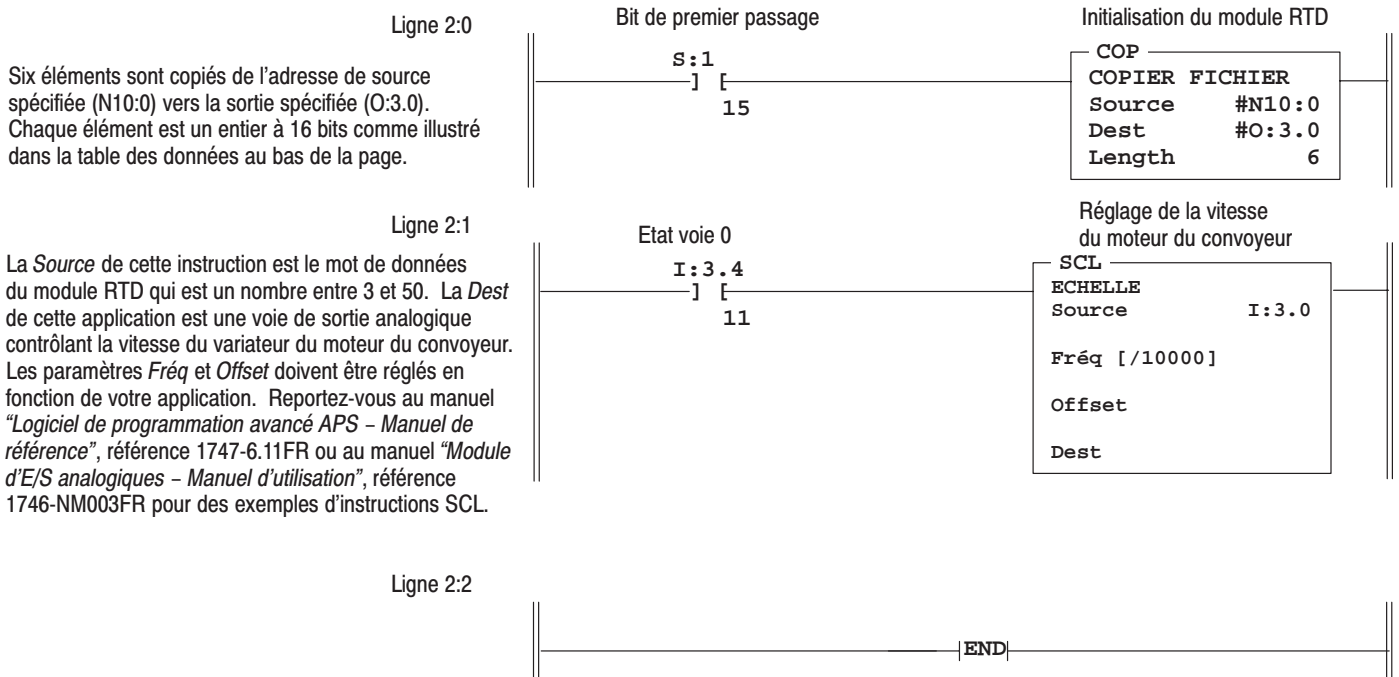 Ligne 2:0
Six éléments sont copiés de l'adresse de source
spécifiée (N10:0) vers la sortie spécifiée (O:3.0).
Chaque élément est un entier à 16 bits comme illustré
dans la table des données au bas de la page.
Bit de premier passage
S:1
] [
15
Initialisation du module RTD
COP
COPIER FICHIER
Source #N10:0
Dest #O:3.0
Length 6
Ligne 2:1
La Source de cette instruction est le mot de données
du module RTD qui est un nombre entre 3 et 50. La Dest
de cette application est une voie de sortie analogique
contrôlant la vitesse du variateur du moteur du convoyeur.
Les paramètres Fréq et Offset doivent être réglés en
fonction de votre application. Reportez-vous au manuel
“Logiciel de programmation avancé APS – Manuel de
référence”, référence 1747-6.11FR ou au manuel “Module
d'E/S analogiques – Manuel d'utilisation”, référence
1746-NM003FR pour des exemples d'instructions SCL.
Etat voie 0
I:3.4
] [
11
Réglage de la vitesse
du moteur du convoyeur
SCL
ECHELLE
Source I:3.0
Fréq [/10000]
Offset
Dest
Ligne 2:2
END